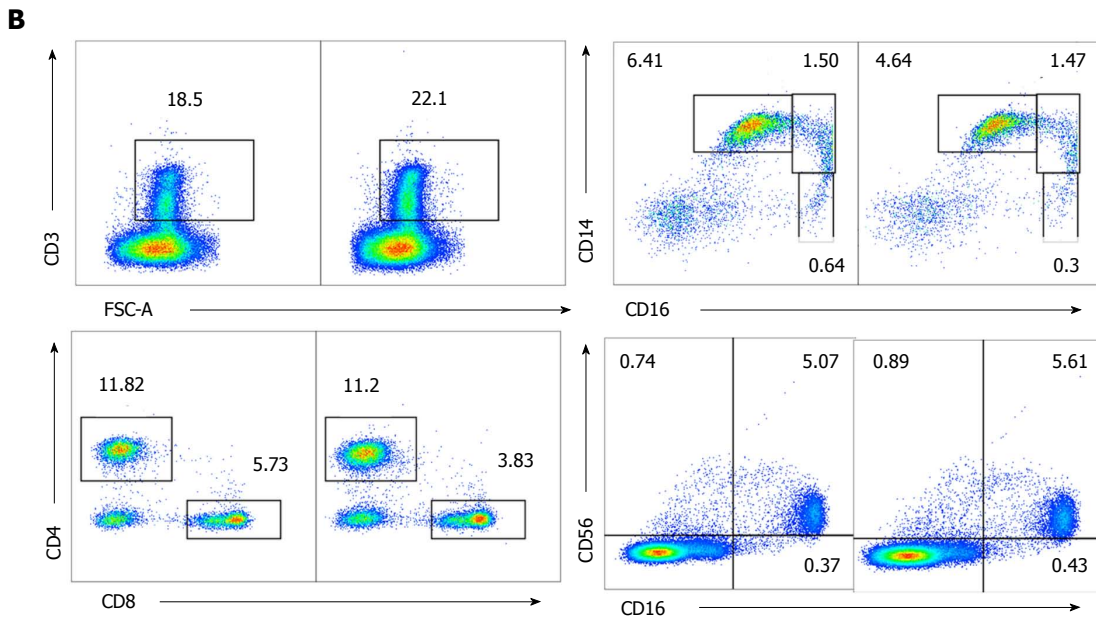 B
18.5
22.1
CD3
FSC-A
6.41
1.50
4.64
1.47
CD14
0.64
0.3
CD16
11.82
11.2
5.73
3.83
CD4
CD8
0.74
5.07
0.89
5.61
CD56
0.37
0.43
CD16